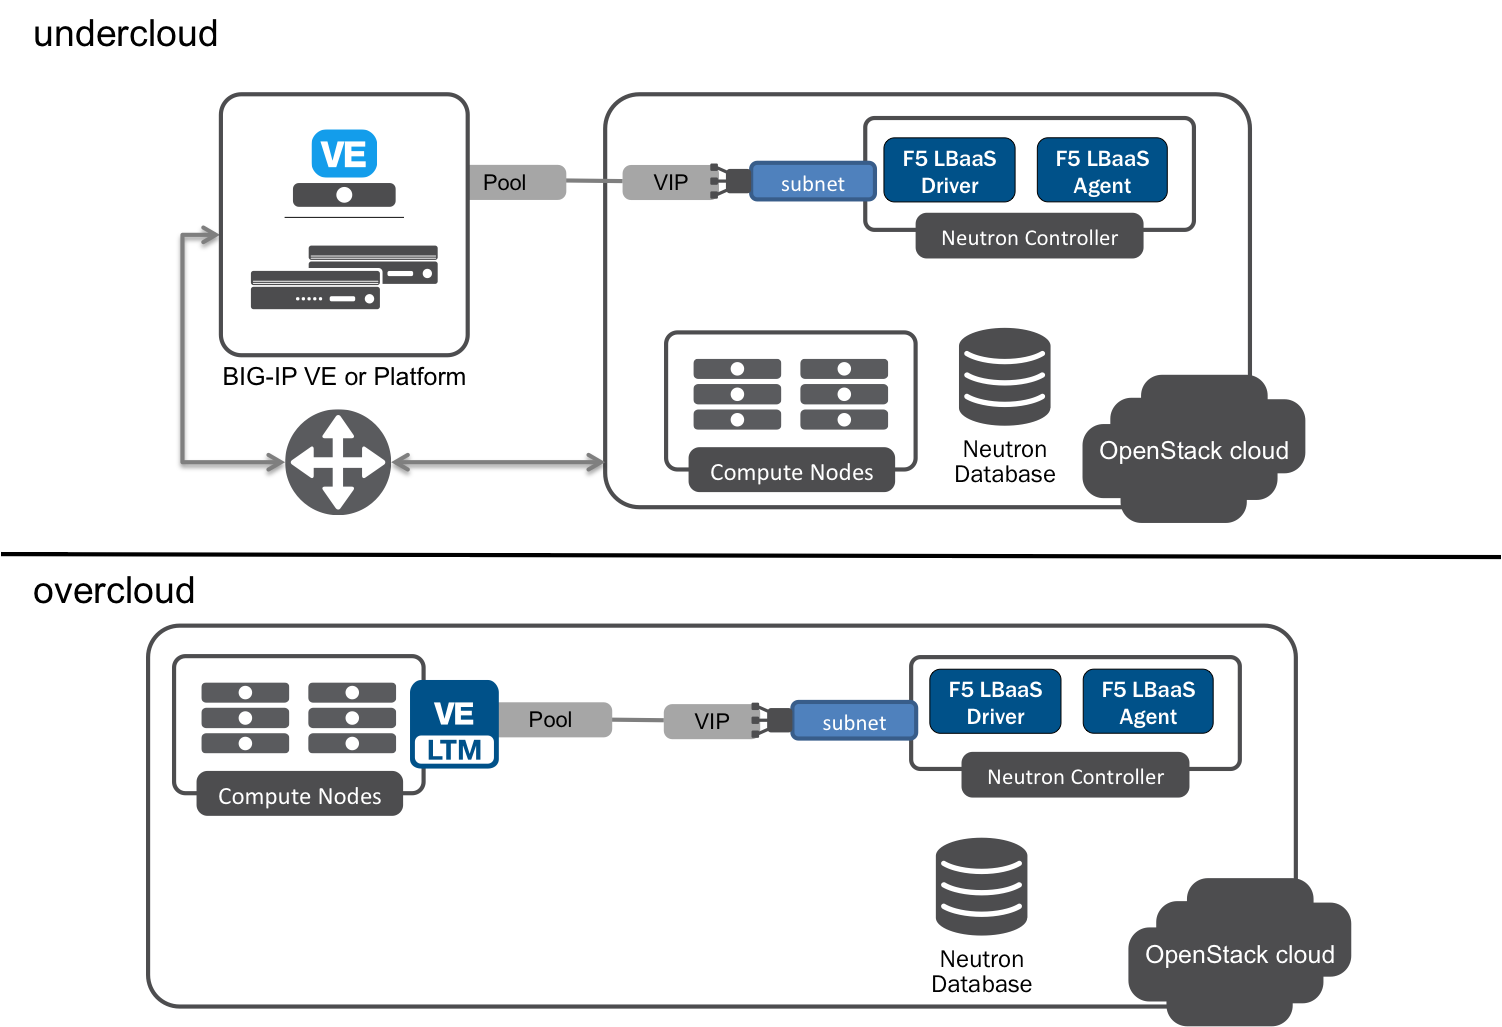 undercloud
VE
Pool
VIP
subnet
F5 LBaaS
Driver
F5 LBaaS
Agent
Neutron Controller
BIG-IP VE or Platform
Compute Nodes
Neutron
Database
OpenStack cloud
overcloud
VE
LTM
Pool
VIP
subnet
F5 LBaaS
Driver
F5 LBaaS
Agent
Neutron Controller
Compute Nodes
Neutron
Database
OpenStack cloud